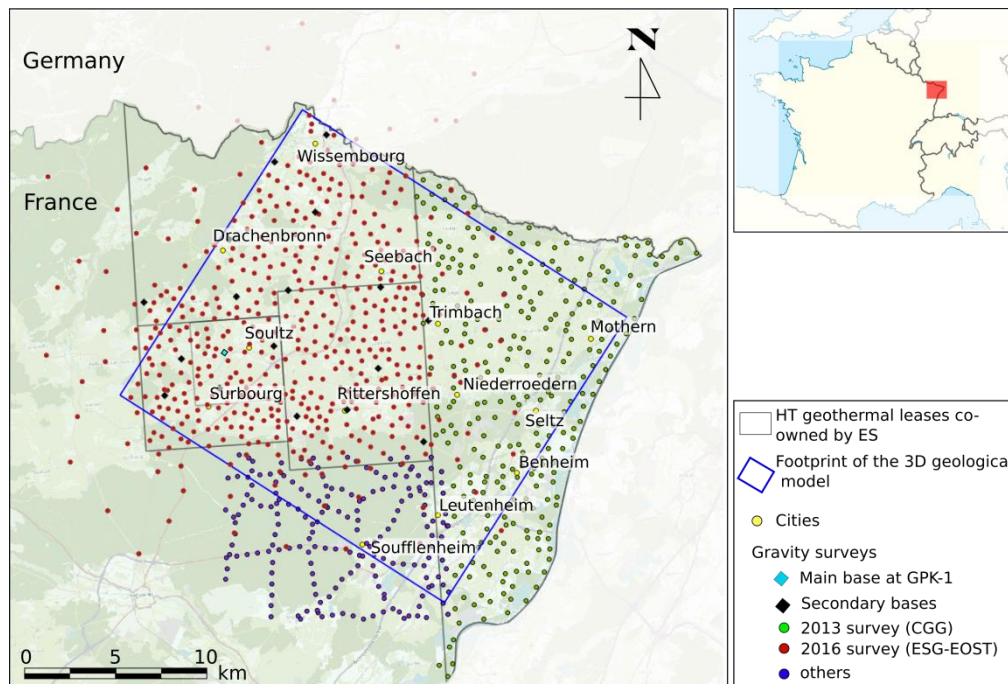 Germany
France
N
Wissembourg
Drachenbronn
Seebach
Trimbach
Mothern
Soultz
Niederroedern
Surbourg
Rittershoffen
Seltz
Benheim
Leutenheim
Soufflenheim
0 5 10
km
HT geothermal leases co-
owned by ES
Footprint of the 3D geological
model
Cities
Gravity surveys
Main base at GPK-1
Secondary bases
2013 survey (CGG)
2016 survey (ESG-EOST)
others